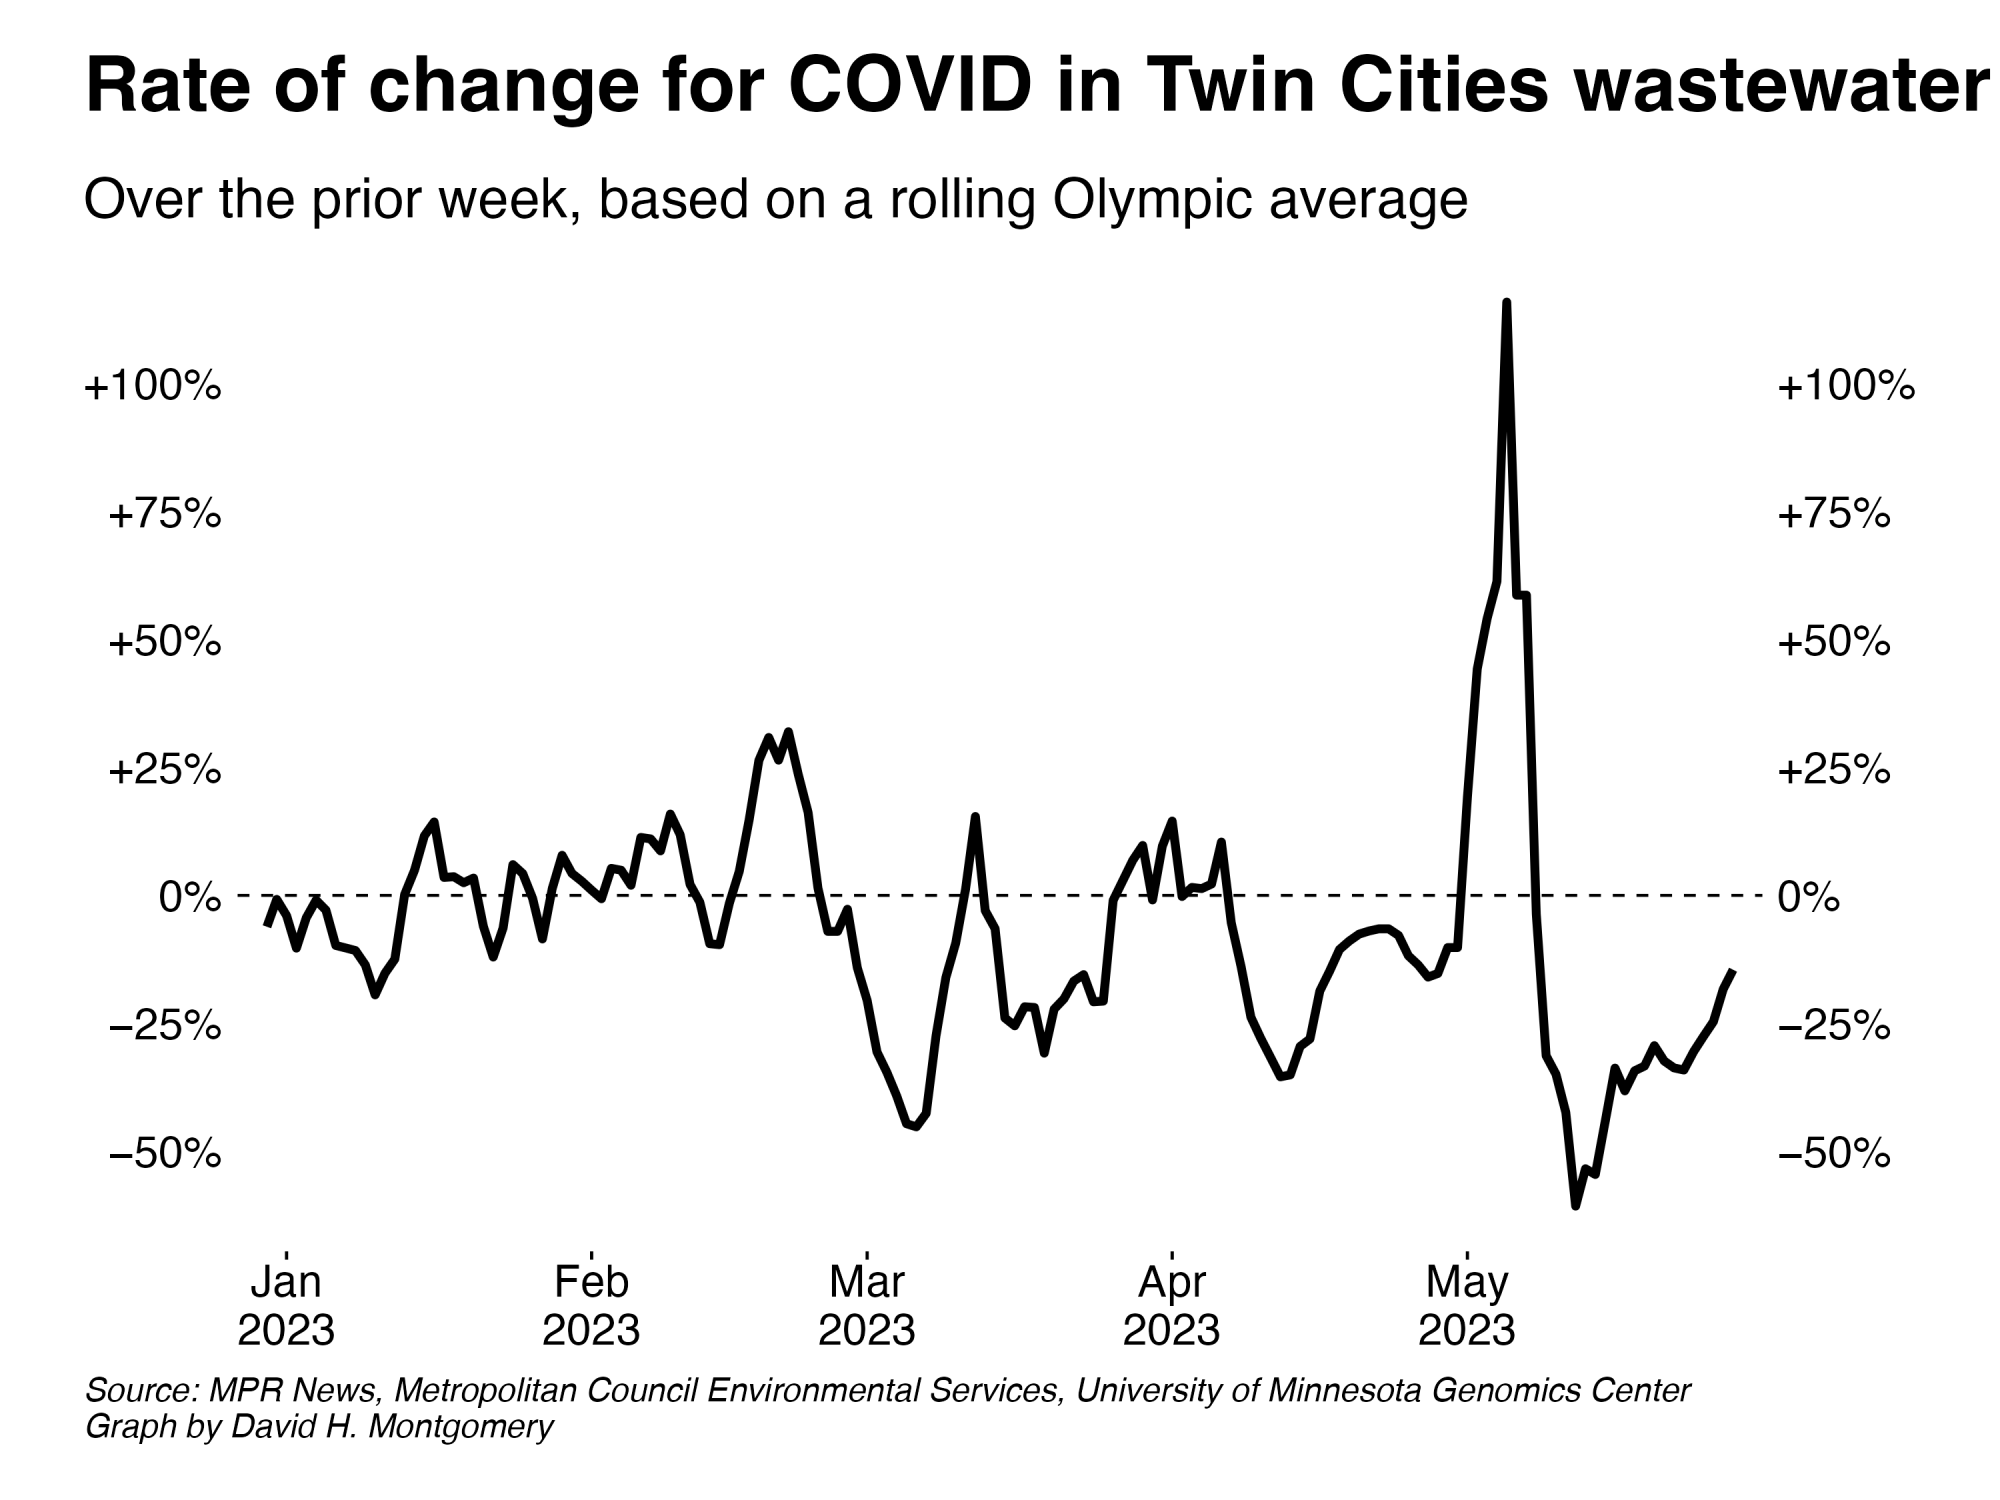 Rate of change for COVID in Twin Cities wastewater
Over the prior week, based on a rolling Olympic average
+100% +100%
+75% +75%
+50% +50%
+25% +25%
0% 0%
−25% −25%
−50% −50%
Jan Feb Mar Apr May
2023 2023 2023 2023 2023
Source: MPR News, Metropolitan Council Environmental Services, University of Minnesota Genomics Center
Graph by David H. Montgomery